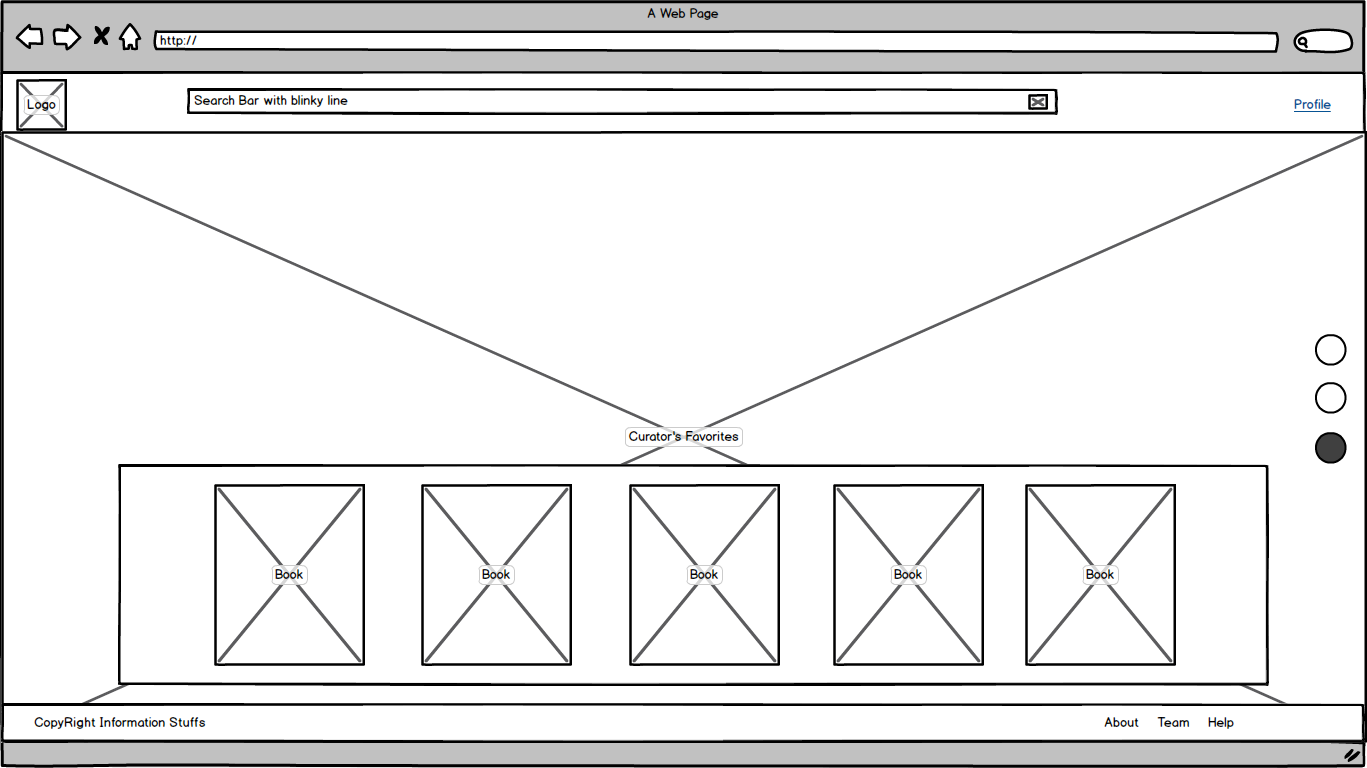 A Web Page
http://
Logo
Search Bar with blinky line
Profile
Curator's Favorites
Book
Book
Book
Book
Book
CopyRight Information Stuffs
About Team Help